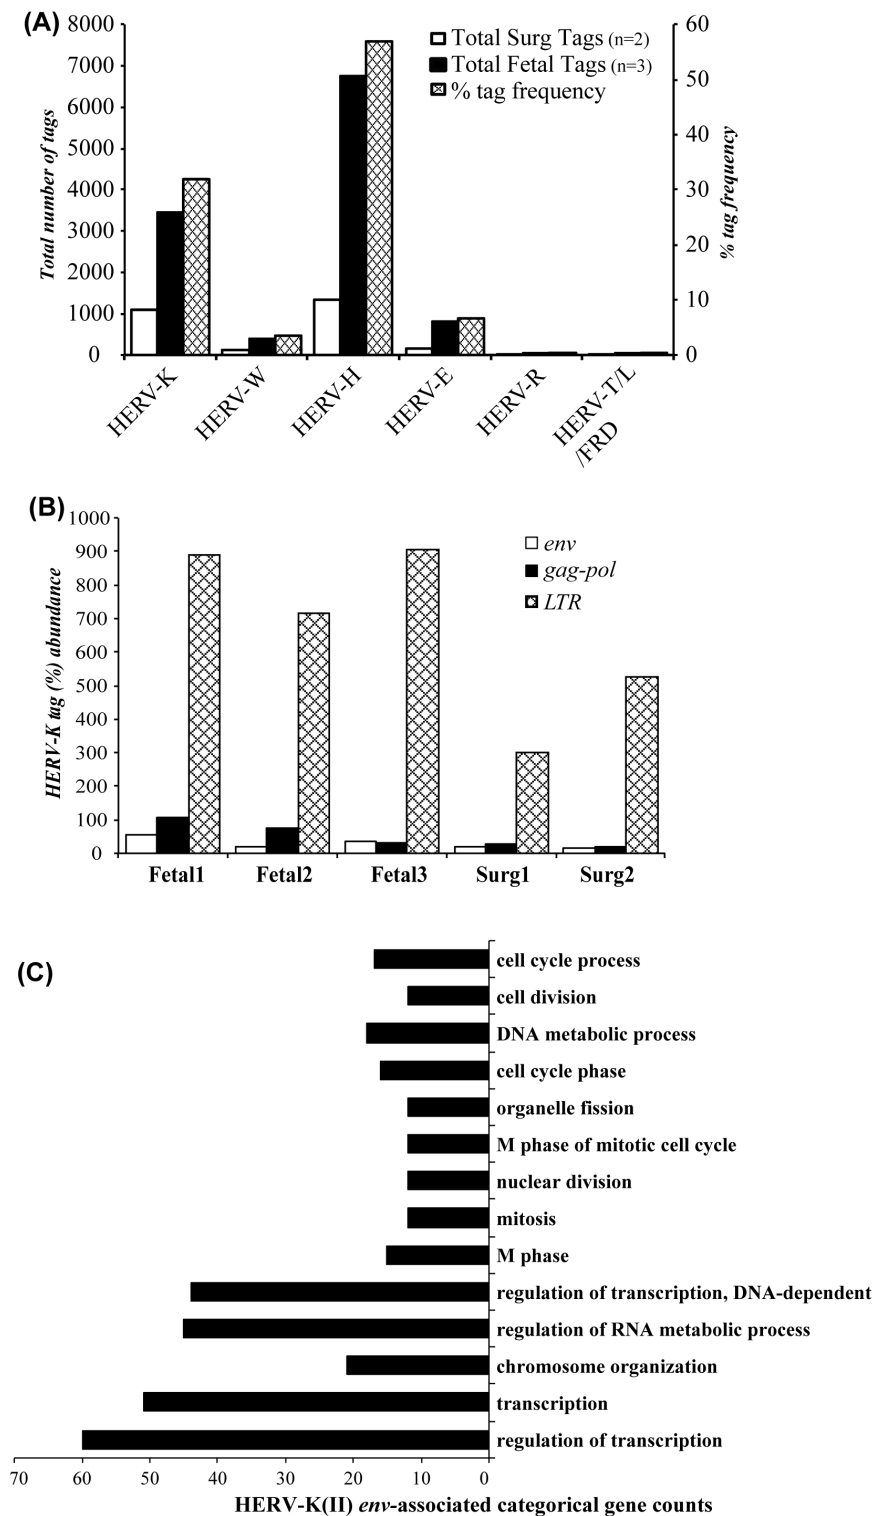 (A)
8000
7000
6000
5000
4000
3000
2000
1000
0
Total number of tags
Total Surg Tags (n=2)
Total Fetal Tags (n=3)
% tag frequency
60
50
40
30
20
10
0
% tag frequency
HERV-K
HERV-W
HERV-H
HERV-E
HERV-R
HERV-T/L
/FRD
(B)
1000
900
800
700
600
500
400
300
200
100
0
HERV-K tag (%) abundance
env
gag-pol
LTR
Fetal1 Fetal2 Fetal3 Surg1 Surg2
(C)
cell cycle process
cell division
DNA metabolic process
cell cycle phase
organelle fission
M phase of mitotic cell cycle
nuclear division
mitosis
M phase
regulation of transcription, DNA-dependent
regulation of RNA metabolic process
chromosome organization
transcription
regulation of transcription
70 60 50 40 30 20 10 0
HERV-K(II) env-associated categorical gene counts